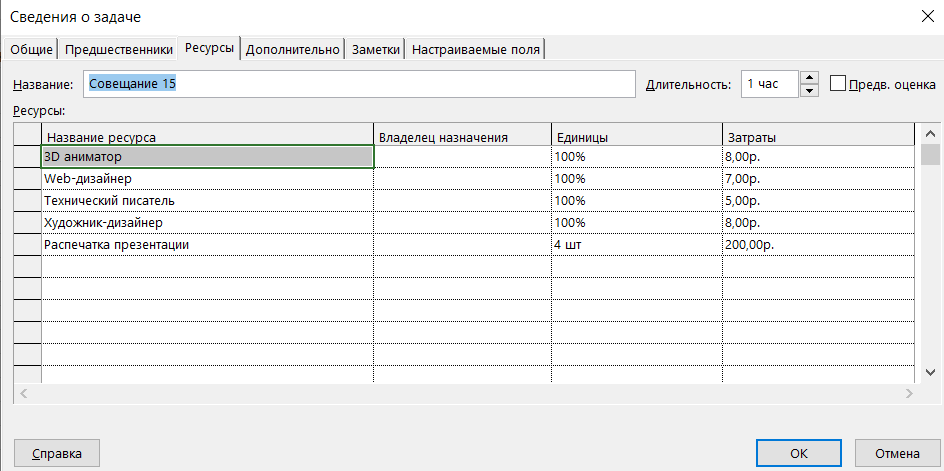 Сведения о задаче
Общие Предшественники Ресурсы Дополнительно Заметки Настраиваемые поля
Название: Совещание 15 Длительность: 1 час Предв. оценка
Ресурсы:
Название ресурса Владелец назначения Единицы Затраты
3D аниматор 100% 8,00р.
Web-дизайнер 100% 7,00р.
Технический писатель 100% 5,00р.
Художник-дизайнер 100% 8,00р.
Распечатка презентации 4 шт 200,00р.
Справка ОК Отмена